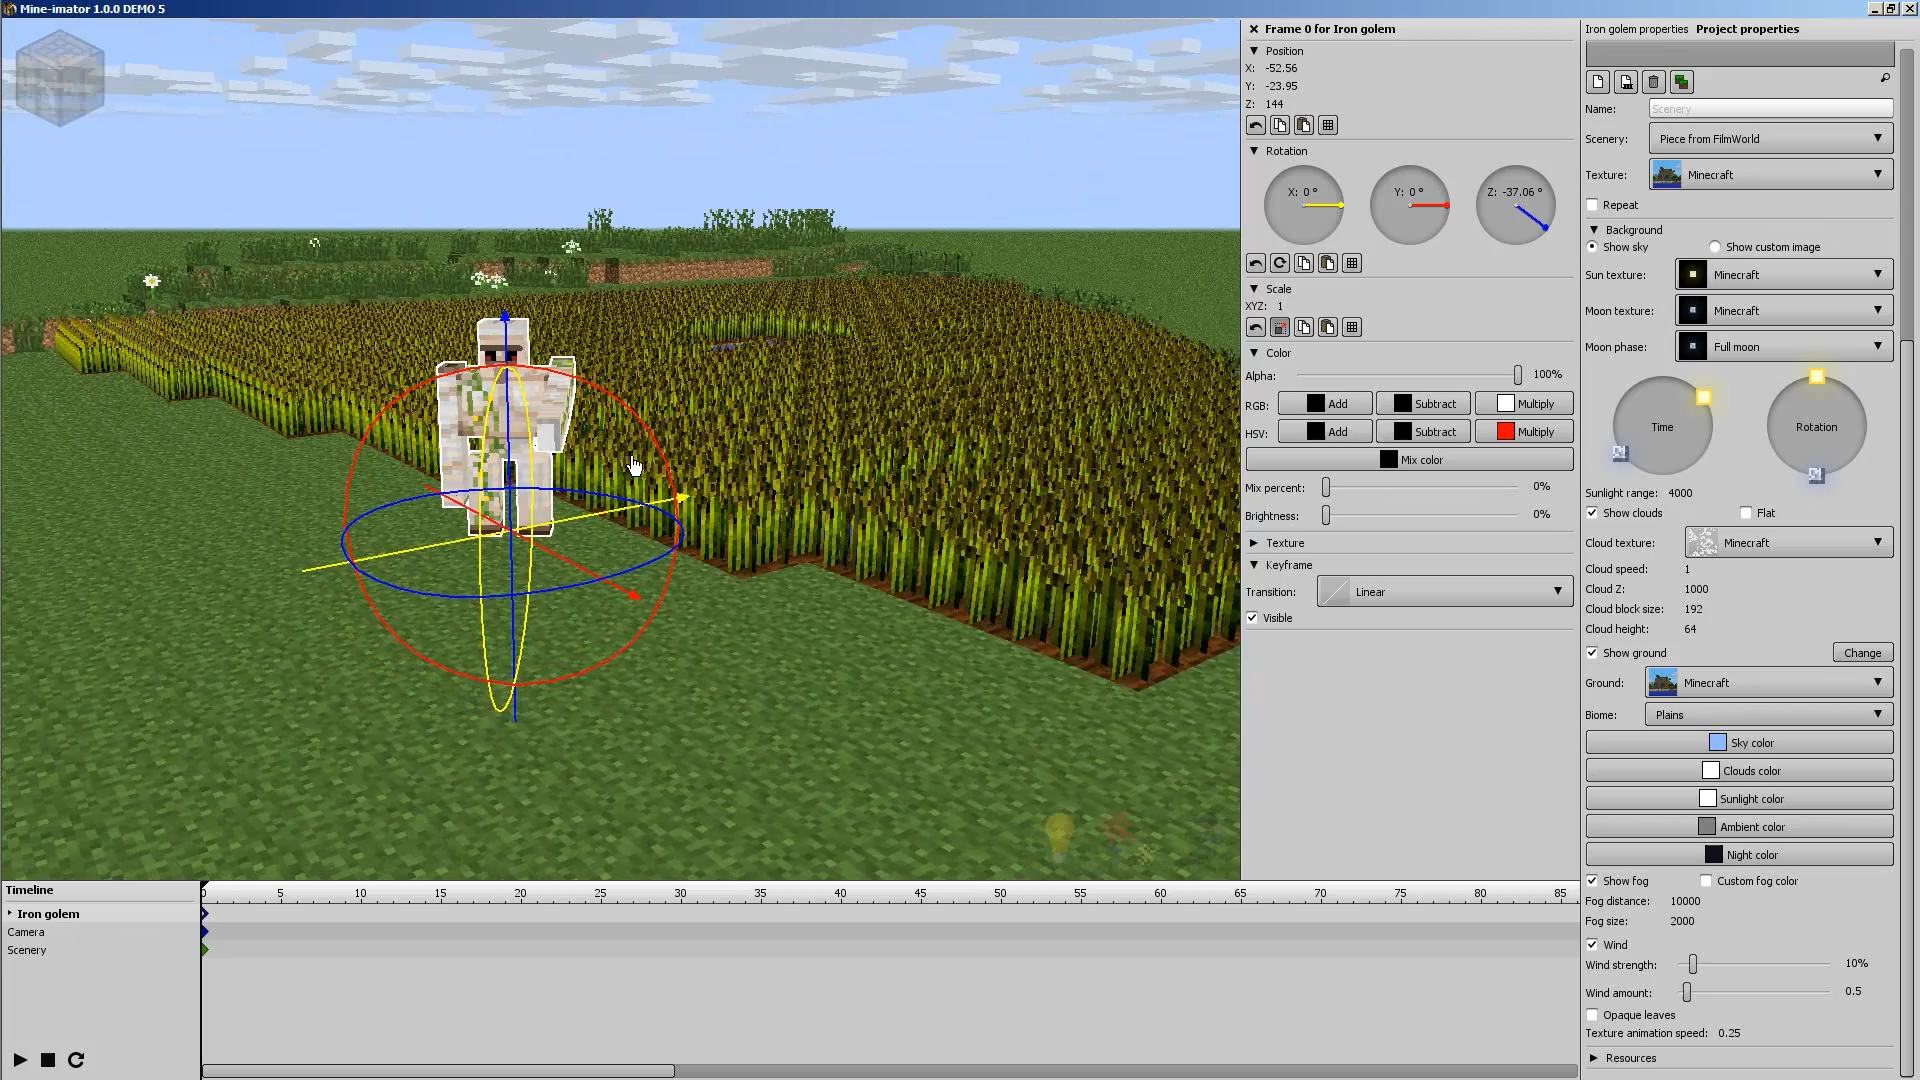 Mine-imator 1.0.0 DEMO 5
Frame 0 for Iron golem
Position
X: -52.56
Y: -23.95
Z: 144
Rotation
X: 0 °
Y: 0 °
Z: -37.06 °
Scale
XYZ: 1
Color
Alpha: 100%
RGB: Add Subtract Multiply
HSV: Add Subtract Multiply
Mix color
Mix percent: 0%
Brightness: 0%
Texture
Keyframe
Transition: Linear
Visible
Iron golem properties Project properties
Name: Scenery
Scenery: Piece from FilmWorld
Texture: Minecraft
Repeat
Background
Show sky Show custom image
Sun texture: Minecraft
Moon texture: Minecraft
Moon phase: Full moon
Time Rotation
Sunlight range: 4000
Show clouds Flat
Cloud texture: Minecraft
Cloud speed: 1
Cloud Z: 1000
Cloud block size: 192
Cloud height: 64
Show ground Change
Ground: Minecraft
Biome: Plains
Sky color
Clouds color
Sunlight color
Ambient color
Night color
Show fog Custom fog color
Fog distance: 10000
Fog size: 2000
Wind
Wind strength: 10%
Wind amount: 0.5
Opaque leaves
Texture animation speed: 0.25
Resources
Timeline
0 5 10 15 20 25 30 35 40 45 50 55 60 65 70 75 80 85
Iron golem
Camera
Scenery